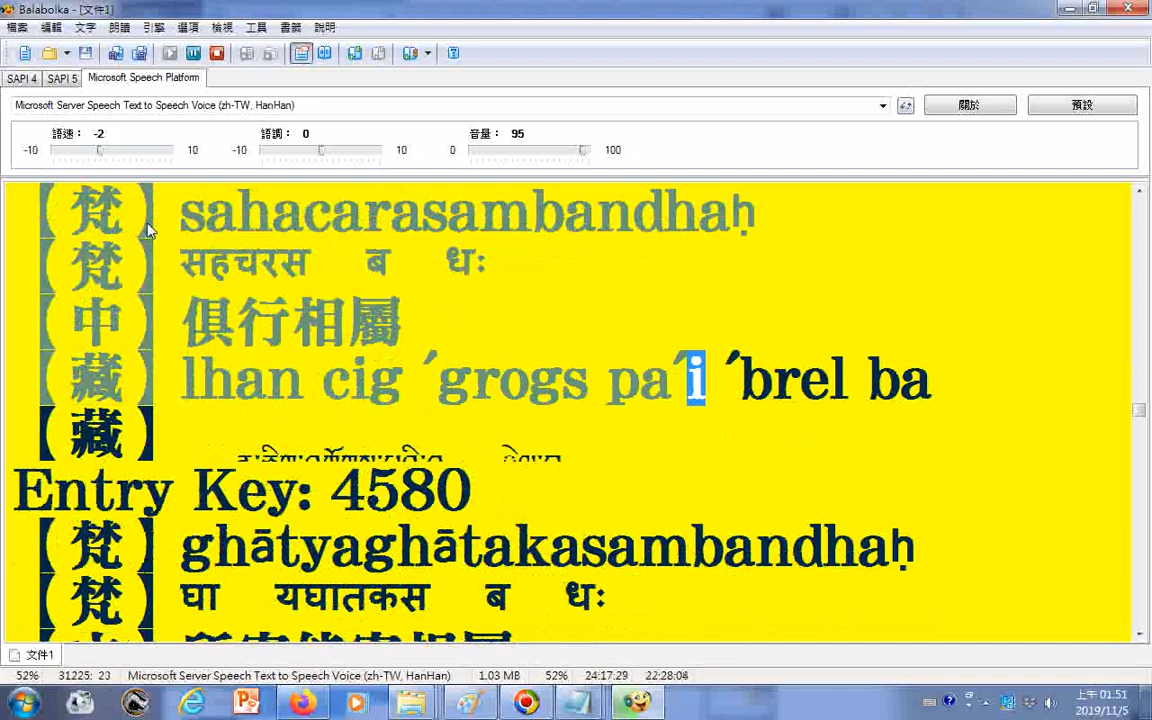 Balabolka - [文件1]
檔案 編輯 文字 朗讀 引擎 選項 檢視 工具 書籤 說明
SAPI 4 SAPI 5 Microsoft Speech Platform
Microsoft Server Speech Text to Speech Voice (zh-TW, HanHan) 關於 預設
語速： -2 語調： 0 音量： 95
-10 10 -10 10 0 100
【梵】 sahacarasambandhaḥ
【梵】 सहचरस ब धः
【中】 俱行相屬
【藏】 lhan cig ´grogs pa´i ´brel ba
【藏】
Entry Key: 4580
【梵】 ghātyaghātakasambandhaḥ
【梵】 घा यघातकस ब धः
文件1
52% 31225: 23 Microsoft Server Speech Text to Speech Voice (zh-TW, HanHan) 1.03 MB 52% 24:17:29 22:28:04
上午 01:51
2019/11/5